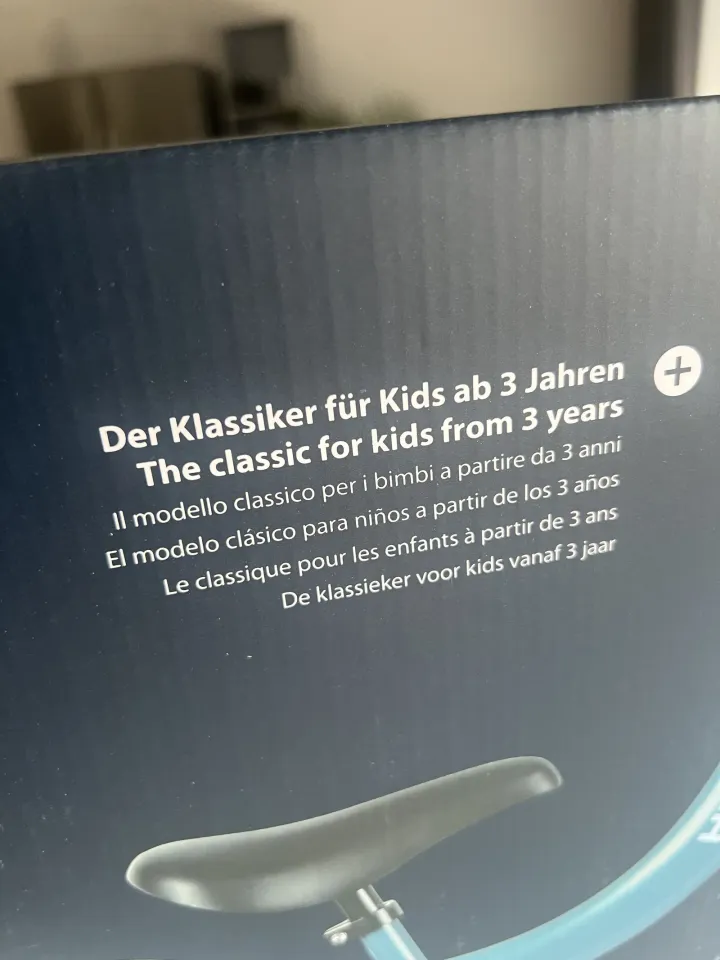 Der Klassiker für Kids ab 3 Jahren
The classic for kids from 3 years
Il modello classico per i bimbi a partire da 3 anni
El modelo clásico para niños a partir de los 3 años
Le classique pour les enfants à partir de 3 ans
De klassieker voor kids vanaf 3 jaar